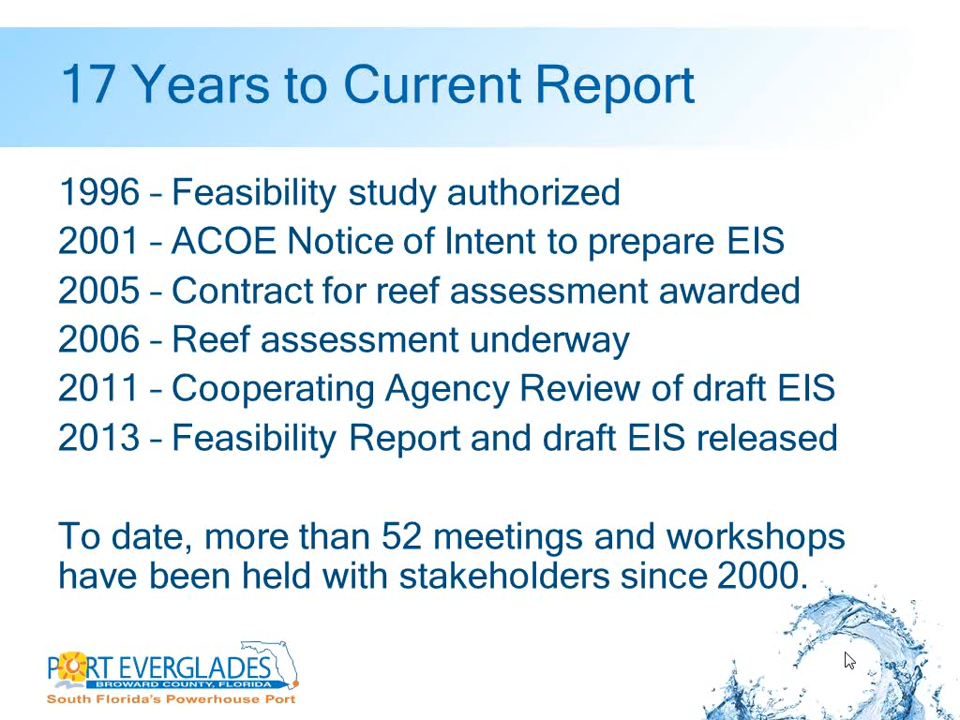 17 Years to Current Report
1996 – Feasibility study authorized
2001 – ACOE Notice of Intent to prepare EIS
2005 – Contract for reef assessment awarded
2006 – Reef assessment underway
2011 – Cooperating Agency Review of draft EIS
2013 – Feasibility Report and draft EIS released
To date, more than 52 meetings and workshops
have been held with stakeholders since 2000.
PORT EVERGLADES
BROWARD COUNTY, FLORIDA
South Florida's Powerhouse Port